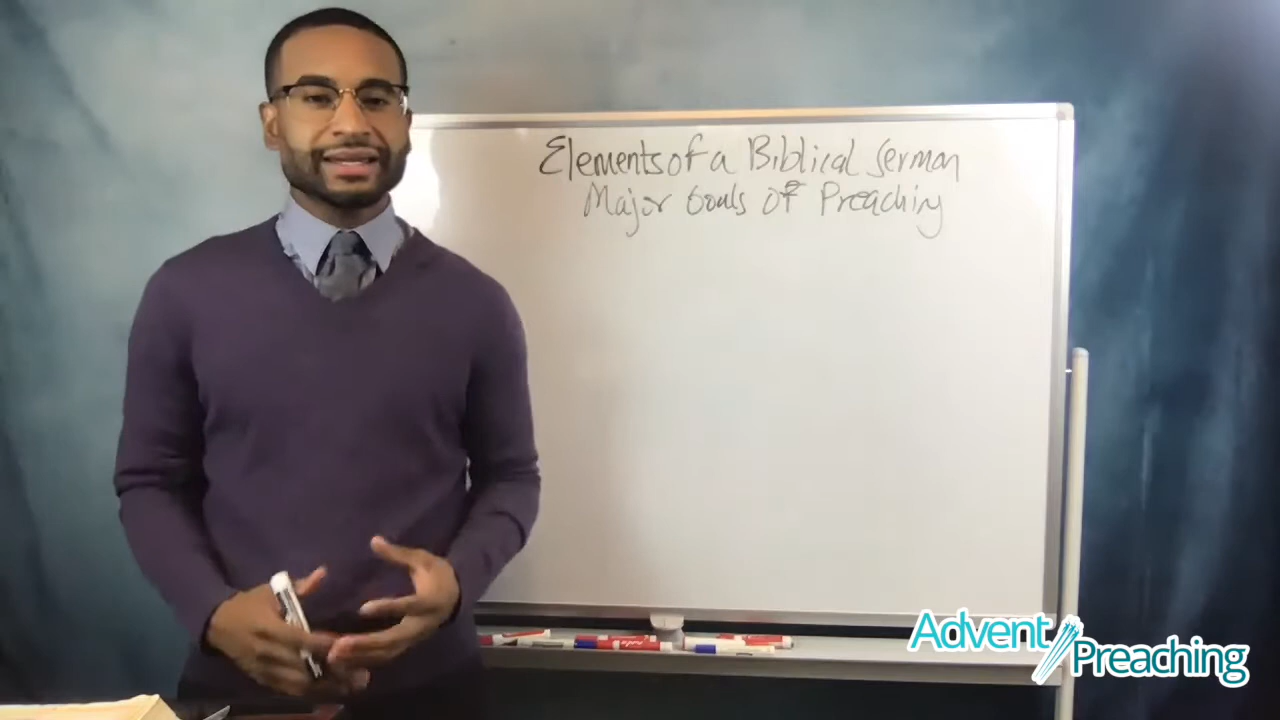 Elements of a Biblical Sermon
Major Goals of Preaching
Advent
Preaching